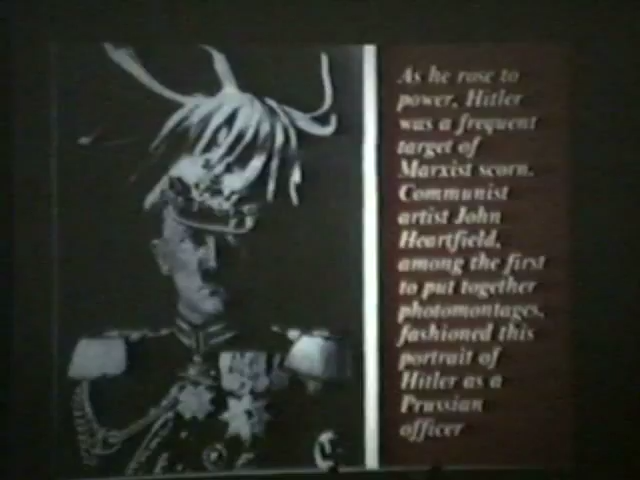 As he rose to
power, Hitler
was a frequent
target of
Marxist scorn.
Communist
artist John
Heartfield,
among the first
to put together
photomontages,
fashioned this
portrait of
Hitler as a
Prussian
officer